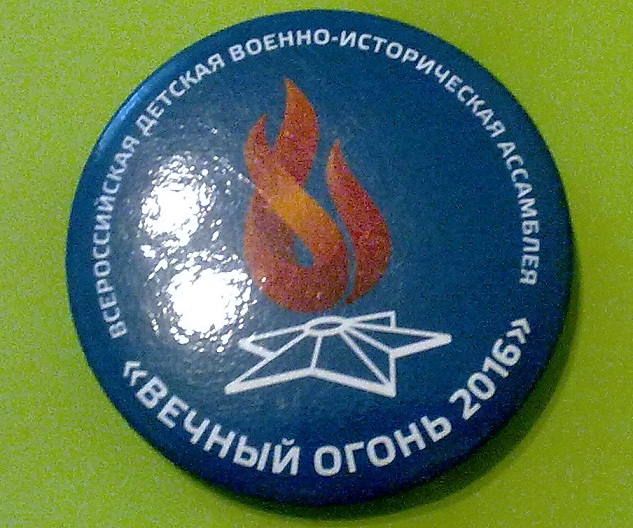 ВСЕРОССИЙСКАЯ ДЕТСКАЯ ВОЕННО-ИСТОРИЧЕСКАЯ АССАМБЛЕЯ
«ВЕЧНЫЙ ОГОНЬ 2016»